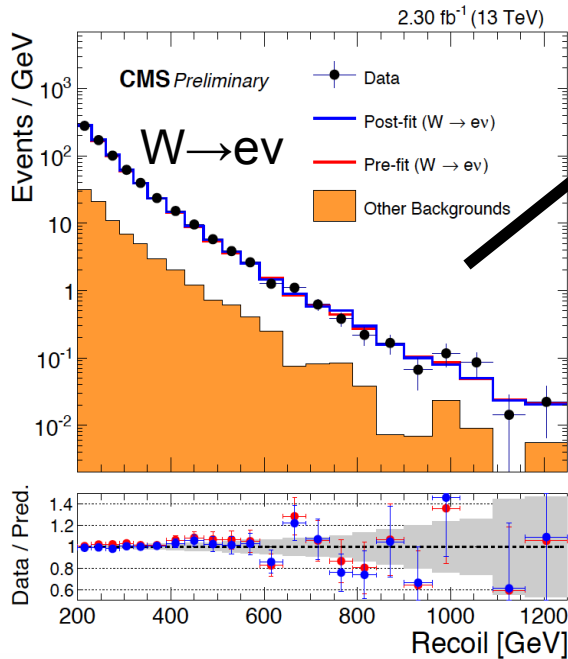 2.30 fb⁻¹ (13 TeV)
Events / GeV
10³
10²
10
1
10⁻¹
10⁻²
CMS Preliminary
W→eν
Data
Post-fit (W → eν)
Pre-fit (W → eν)
Other Backgrounds
Data / Pred.
1.4
1.2
1
0.8
0.6
200 400 600 800 1000 1200
Recoil [GeV]